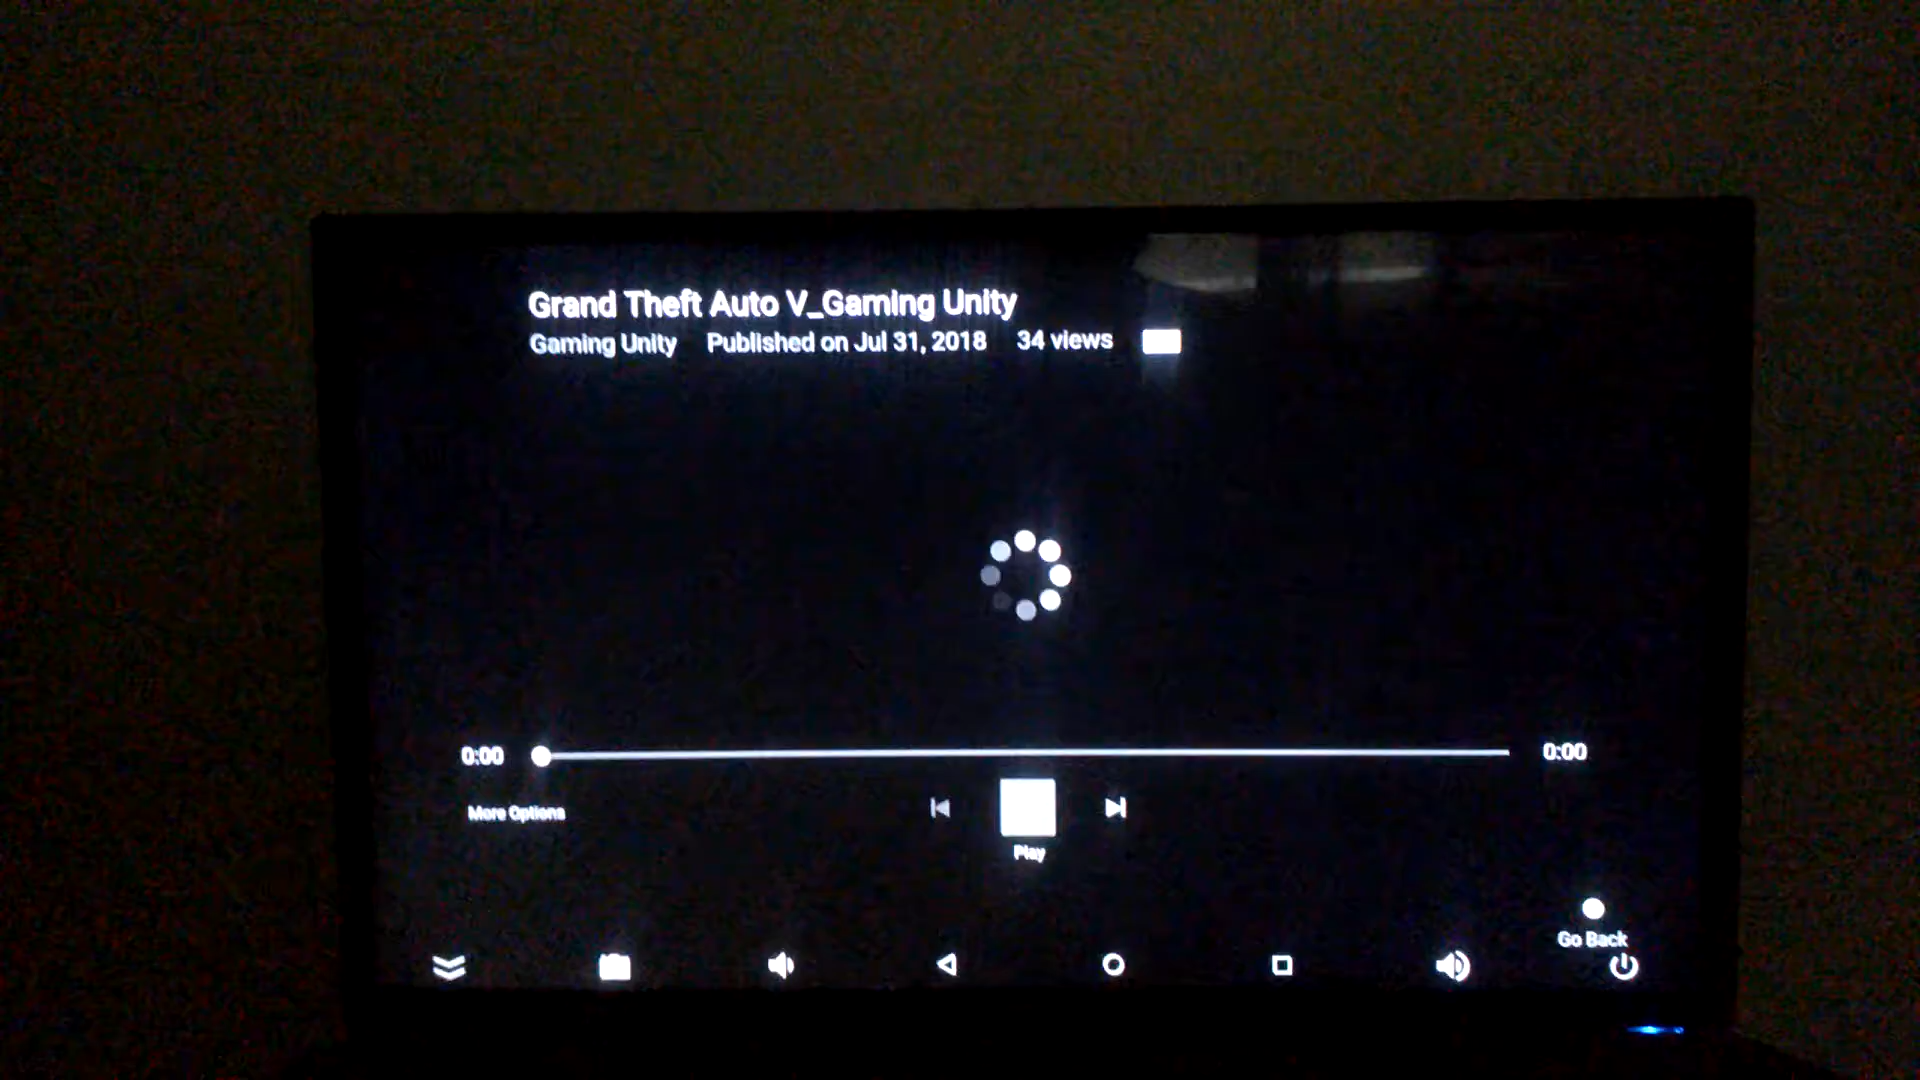 Grand Theft Auto V_Gaming Unity
Gaming Unity Published on Jul 31, 2018 34 views
0:00 0:00
More Options
Play
Go Back